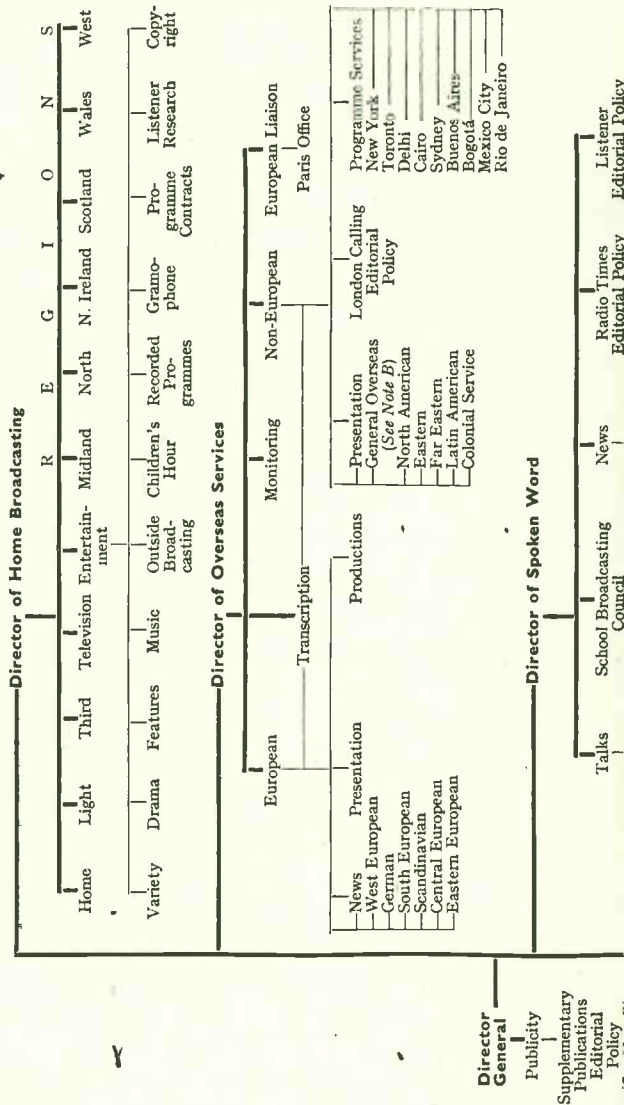 Director of Home Broadcasting
R E G I O N S
Home Light Third Television Entertain- Midland North N. Ireland Scotland Wales West
ment
Variety Drama Features Music Outside Children's Recorded Gramo- Pro- Listener Copy-
Broad- Hour Pro- phone gramme Research right
casting grammes Contracts
Director of Overseas Services
European Monitoring Non-European European Liaison
Transcription Paris Office
News Presentation Productions Presentation London Calling Programme Services
West European General Overseas Editorial New York
German (See Note B) Policy Toronto
South European North American Delhi
Scandinavian Eastern Cairo
Central European Far Eastern Sydney
Eastern European Latin American Buenos Aires
Colonial Service Bogotá
Mexico City
Rio de Janeiro
Director
General
Publicity
Supplementary
Publications
Editorial
Policy
Director of Spoken Word
Talks School Broadcasting News Radio Times Listener
Council Editorial Policy Editorial Policy